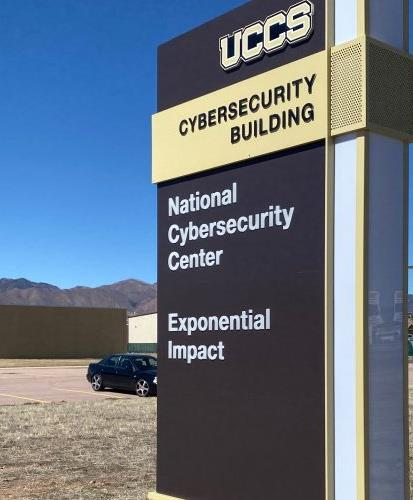 UCCS
CYBERSECURITY
BUILDING
National
Cybersecurity
Center
Exponential
Impact